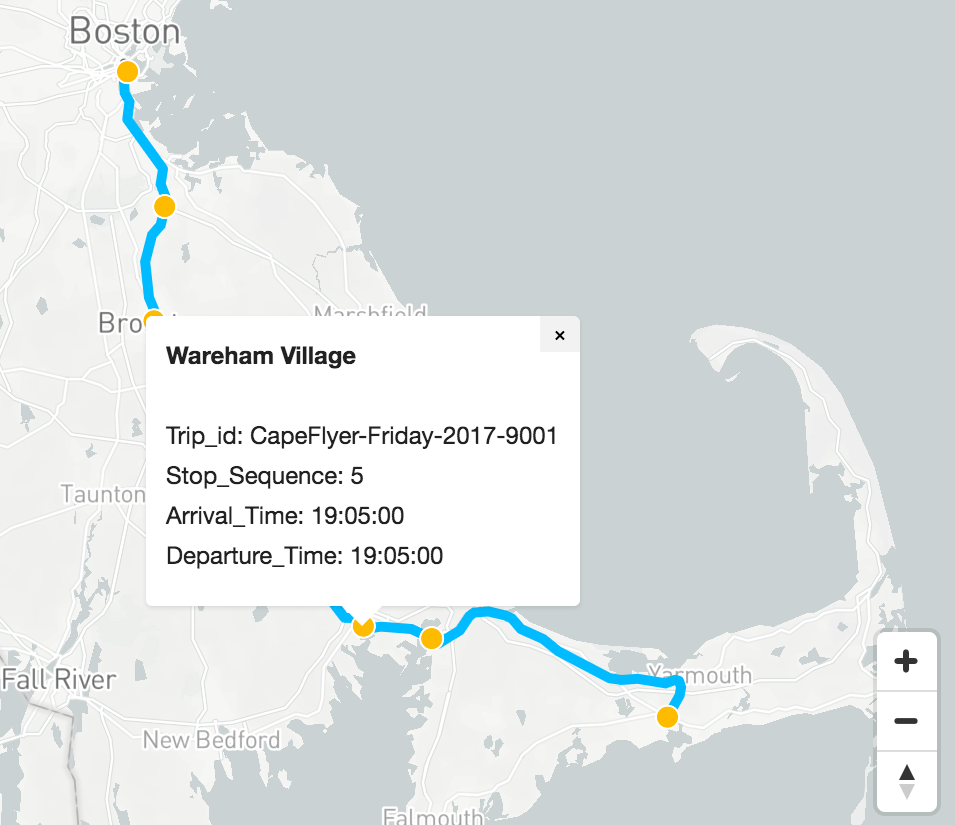 Boston
Marshfield
Bro
×
Wareham Village
Trip_id: CapeFlyer-Friday-2017-9001
Stop_Sequence: 5
Arrival_Time: 19:05:00
Departure_Time: 19:05:00
Taunton
Yarmouth
Fall River
New Bedford
Falmouth